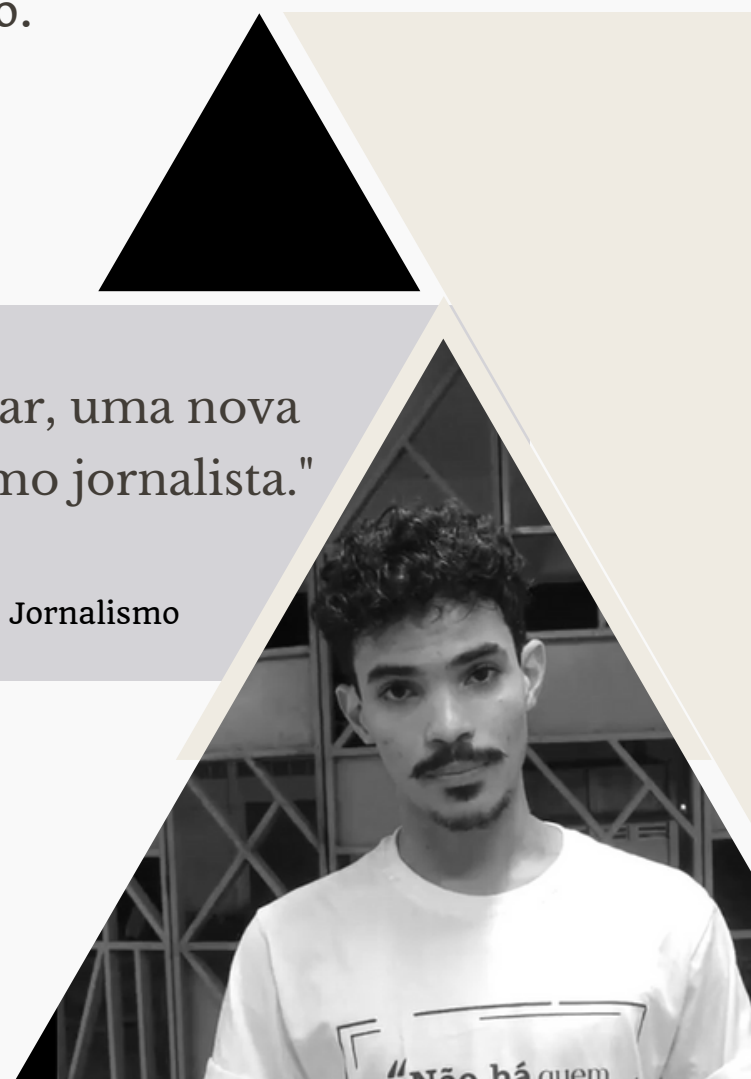 o.
ar, uma nova
mo jornalista."
Jornalismo
"Não há quem